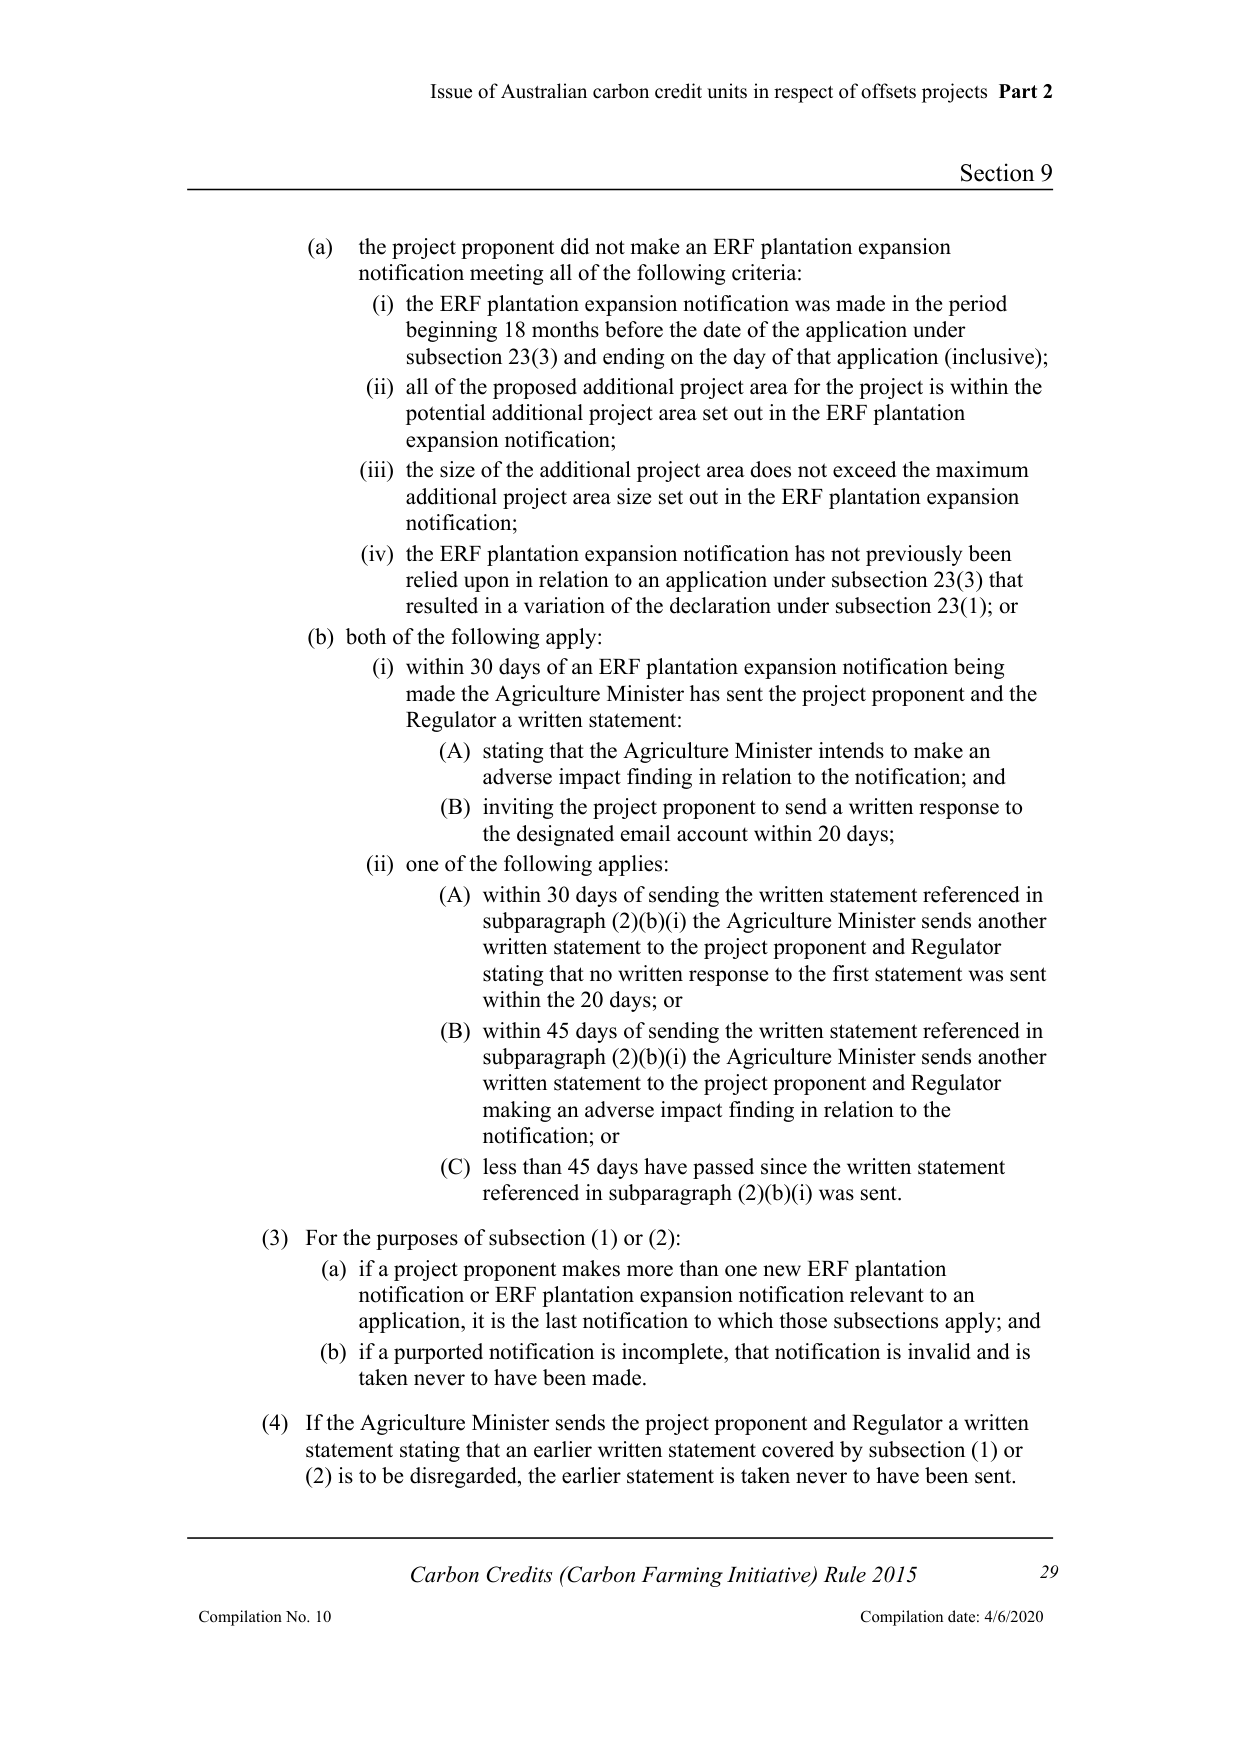 Issue of Australian carbon credit units in respect of offsets projects Part 2
Section 9
(a) the project proponent did not make an ERF plantation expansion
notification meeting all of the following criteria:
(i) the ERF plantation expansion notification was made in the period
beginning 18 months before the date of the application under
subsection 23(3) and ending on the day of that application (inclusive);
(ii) all of the proposed additional project area for the project is within the
potential additional project area set out in the ERF plantation
expansion notification;
(iii) the size of the additional project area does not exceed the maximum
additional project area size set out in the ERF plantation expansion
notification;
(iv) the ERF plantation expansion notification has not previously been
relied upon in relation to an application under subsection 23(3) that
resulted in a variation of the declaration under subsection 23(1); or
(b) both of the following apply:
(i) within 30 days of an ERF plantation expansion notification being
made the Agriculture Minister has sent the project proponent and the
Regulator a written statement:
(A) stating that the Agriculture Minister intends to make an
adverse impact finding in relation to the notification; and
(B) inviting the project proponent to send a written response to
the designated email account within 20 days;
(ii) one of the following applies:
(A) within 30 days of sending the written statement referenced in
subparagraph (2)(b)(i) the Agriculture Minister sends another
written statement to the project proponent and Regulator
stating that no written response to the first statement was sent
within the 20 days; or
(B) within 45 days of sending the written statement referenced in
subparagraph (2)(b)(i) the Agriculture Minister sends another
written statement to the project proponent and Regulator
making an adverse impact finding in relation to the
notification; or
(C) less than 45 days have passed since the written statement
referenced in subparagraph (2)(b)(i) was sent.
(3) For the purposes of subsection (1) or (2):
(a) if a project proponent makes more than one new ERF plantation
notification or ERF plantation expansion notification relevant to an
application, it is the last notification to which those subsections apply; and
(b) if a purported notification is incomplete, that notification is invalid and is
taken never to have been made.
(4) If the Agriculture Minister sends the project proponent and Regulator a written
statement stating that an earlier written statement covered by subsection (1) or
(2) is to be disregarded, the earlier statement is taken never to have been sent.
Carbon Credits (Carbon Farming Initiative) Rule 2015 29
Compilation No. 10 Compilation date: 4/6/2020